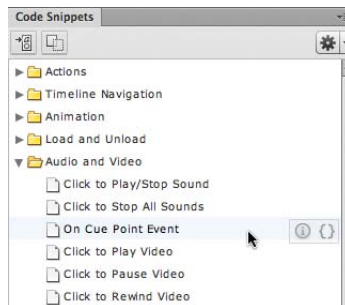 Code Snippets
Actions
Timeline Navigation
Animation
Load and Unload
Audio and Video
Click to Play/Stop Sound
Click to Stop All Sounds
On Cue Point Event
Click to Play Video
Click to Pause Video
Click to Rewind Video